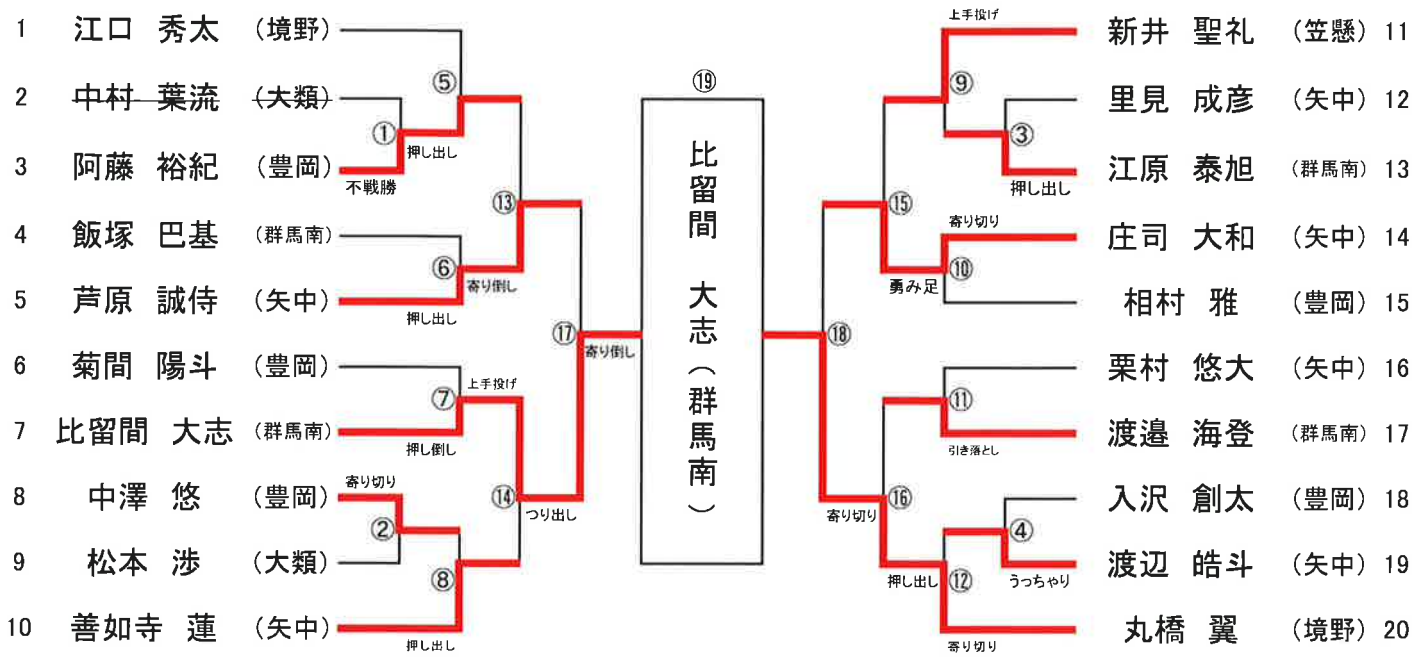 1 江口 秀太 (境野)
2 中村 葉流 (大類)
3 阿藤 裕紀 (豊岡)
4 飯塚 巴基 (群馬南)
5 芦原 誠侍 (矢中)
6 菊間 陽斗 (豊岡)
7 比留間 大志 (群馬南)
8 中澤 悠 (豊岡)
9 松本 渉 (大類)
10 善如寺 蓮 (矢中)
①
不戦勝
②
寄り切り
⑤
押し出し
⑥
押し出し
⑦
押し倒し
⑧
押し出し
⑬
寄り倒し
⑭
上手投げ
⑰
つり出し
寄り倒し
⑲
比留間 大志(群馬南)
⑱
寄り切り
⑮
勇み足
⑯
押し出し
⑨
上手投げ
⑩
寄り切り
⑪
引き落とし
⑫
寄り切り
③
押し出し
④
うっちゃり
新井 聖礼 (笠懸) 11
里見 成彦 (矢中) 12
江原 泰旭 (群馬南) 13
庄司 大和 (矢中) 14
相村 雅 (豊岡) 15
栗村 悠大 (矢中) 16
渡邉 海登 (群馬南) 17
入沢 創太 (豊岡) 18
渡辺 皓斗 (矢中) 19
丸橋 翼 (境野) 20